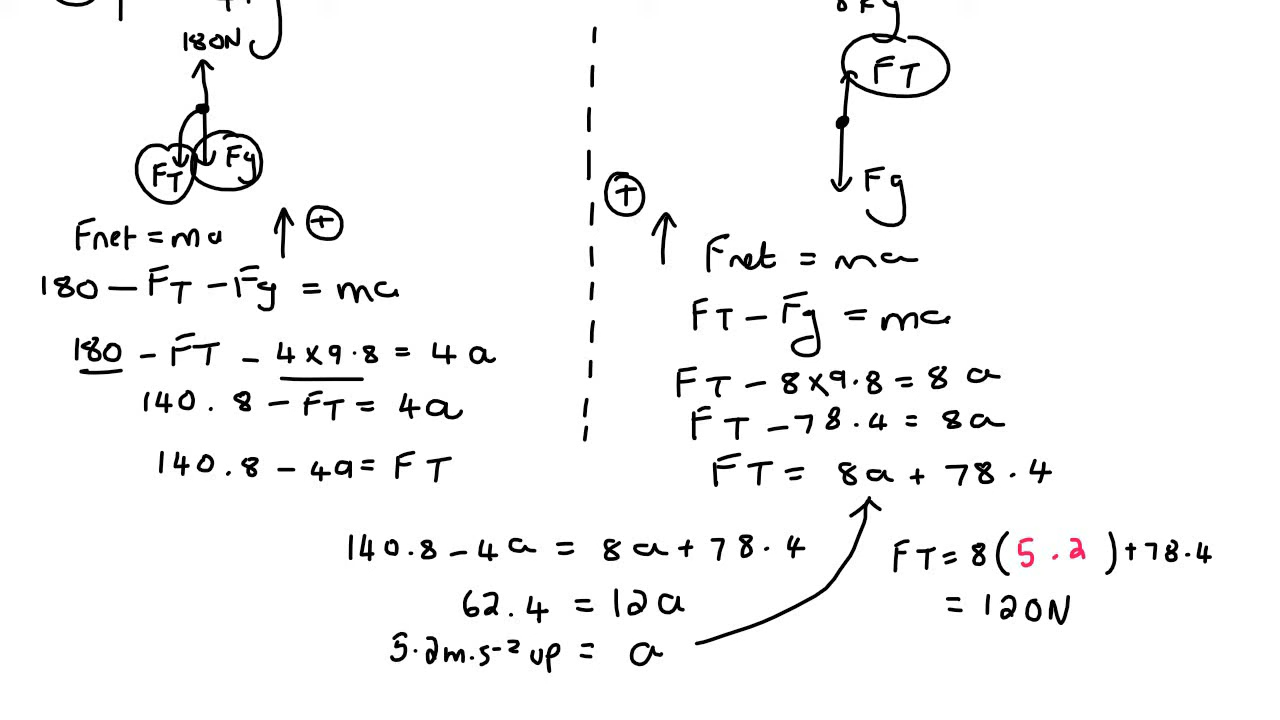 180N
FT Fg
Fnet = ma ↑ +
180 - FT - Fg = ma
180 - FT - 4×9.8 = 4a
140.8 - FT = 4a
140.8 - 4a = FT
FT
Fg
+
Fnet = ma
FT - Fg = ma
FT - 8×9.8 = 8a
FT - 78.4 = 8a
FT = 8a + 78.4
140.8 - 4a = 8a + 78.4
62.4 = 12a
5.2m.s⁻² up = a
FT = 8(5.2) + 78.4
= 120N